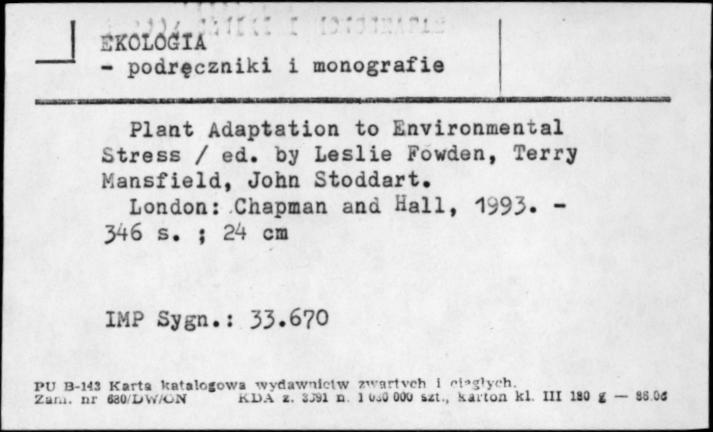 EKOLOGIA
- podręczniki i monografie
Plant Adaptation to Environmental
Stress / ed. by Leslie Fowden, Terry
Mansfield, John Stoddart.
London: Chapman and Hall, 1993. -
346 s. ; 24 cm
IMP Sygn.: 33.670
PU B-143 Karta katalogowa wydawnictw zwartych i ciągłych.
Zam. nr 680/DW/ON KDA z. 3091 n. 1 000 000 szt., karton kl. III 180 g — 86.06